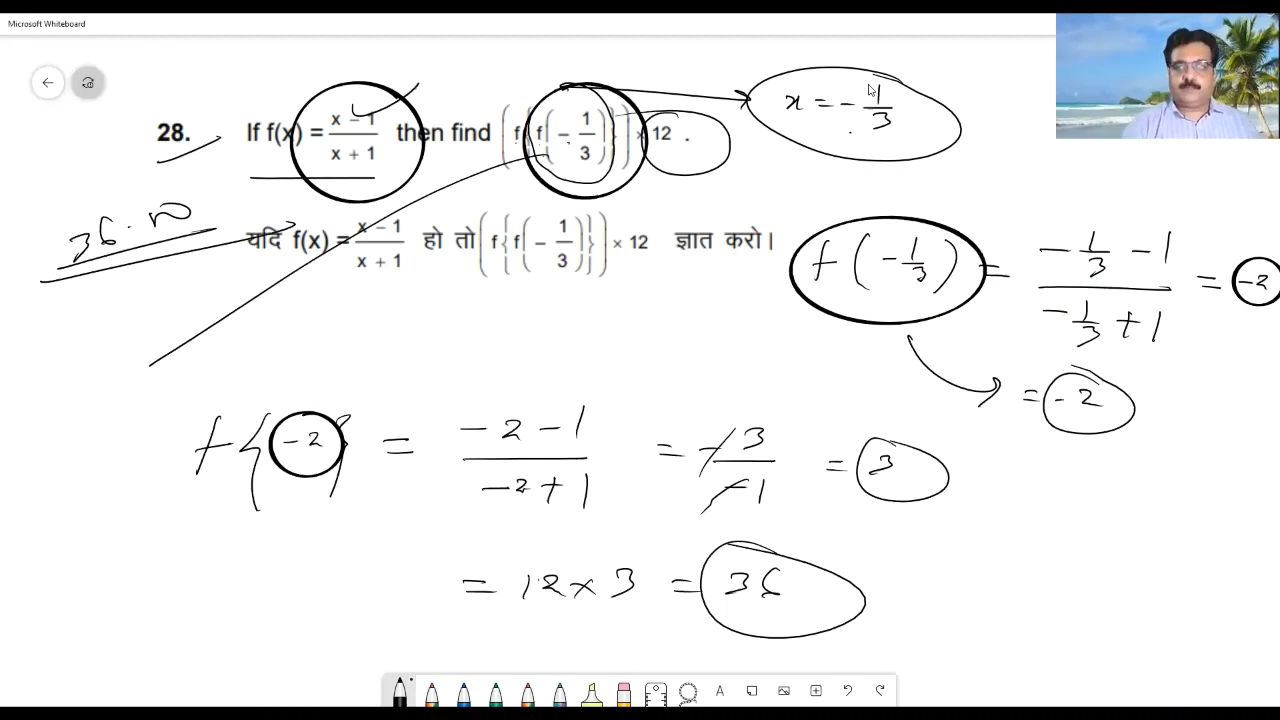 Microsoft Whiteboard
28. If f(x) = (x − 1)/(x + 1) then find (f{f(−1/3)}) × 12 .
x = − 1/3
36.00
यदि f(x) = (x − 1)/(x + 1) हो तो (f{f(−1/3)}) × 12 ज्ञात करो।
f(−1/3) = (−1/3 − 1)/(−1/3 + 1) = −2
= −2
f{−2} = (−2 − 1)/(−2 + 1) = −3/−1 = 3
= 12 × 3 = 36
A